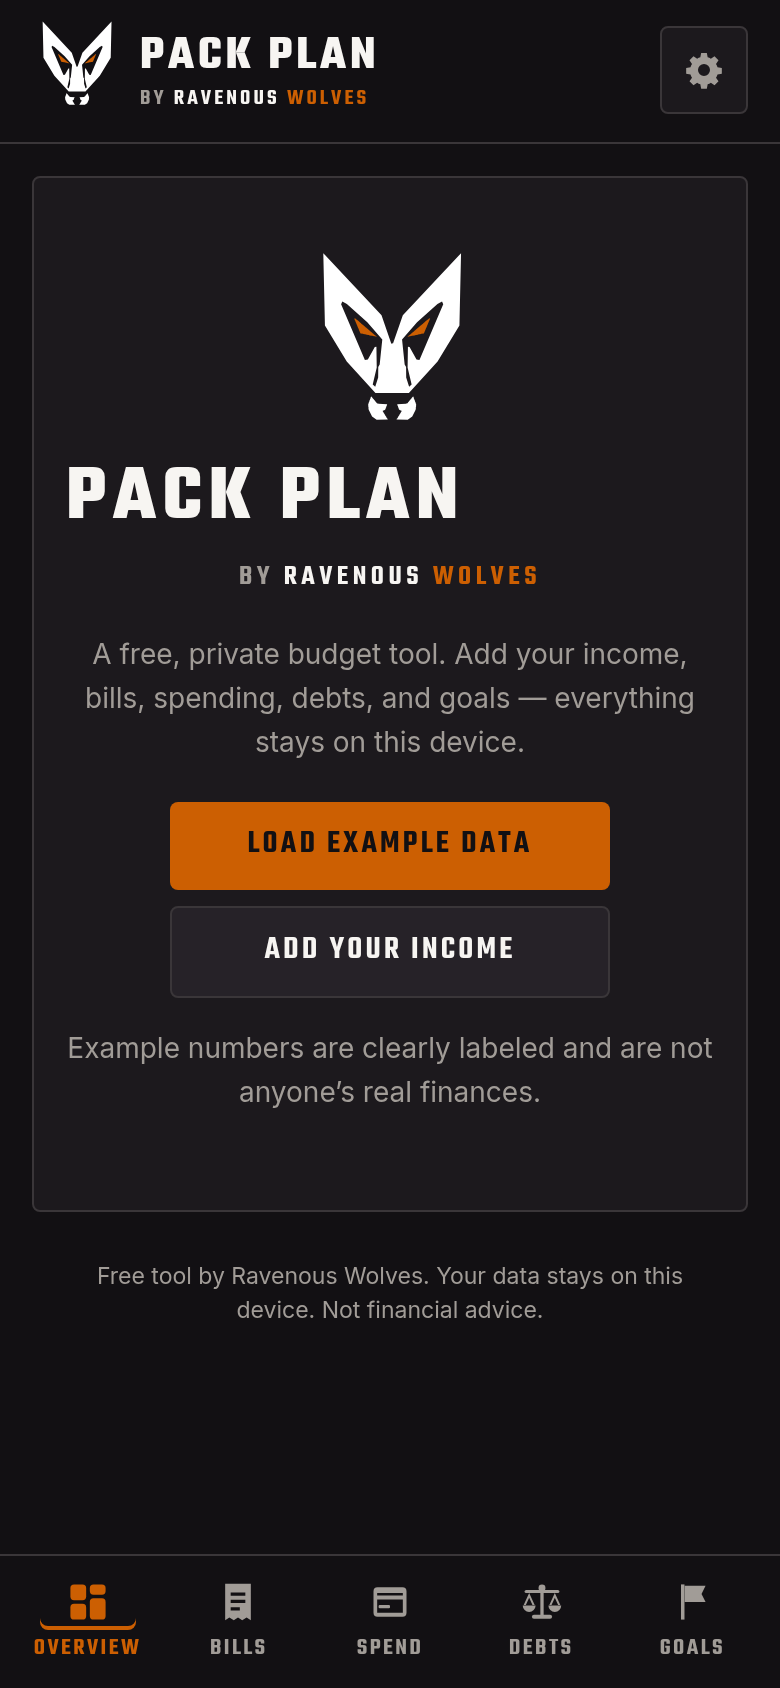 PACK PLAN
BY RAVENOUS WOLVES
PACK PLAN
BY RAVENOUS WOLVES
A free, private budget tool. Add your income,
bills, spending, debts, and goals — everything
stays on this device.
LOAD EXAMPLE DATA
ADD YOUR INCOME
Example numbers are clearly labeled and are not
anyone’s real finances.
Free tool by Ravenous Wolves. Your data stays on this
device. Not financial advice.
OVERVIEW
BILLS
SPEND
DEBTS
GOALS